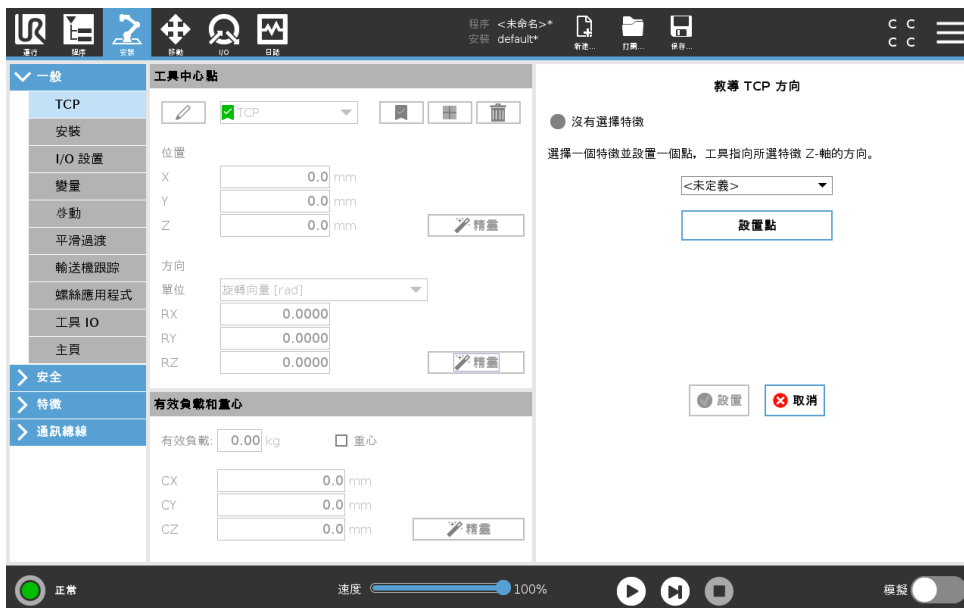 UR
運行
I/O
程序
安裝
移動
I/O
日誌
程序 <未命名>*
安裝 default*
新建...
打開...
保存...
C C
C C
一般
TCP
安裝
I/O 設置
變量
啓動
平滑過渡
輸送機跟踪
螺絲應用程式
工具 IO
主頁
安全
特徵
通訊總線
工具中心點
TCP
位置
X 0.0 mm
Y 0.0 mm
Z 0.0 mm
精靈
方向
單位 旋轉向量 [rad]
RX 0.0000
RY 0.0000
RZ 0.0000
精靈
有效負載和重心
有效負載: 0.00 kg
重心
CX 0.0 mm
CY 0.0 mm
CZ 0.0 mm
精靈
教導 TCP 方向
沒有選擇特徵
選擇一個特徵並設置一個點，工具指向所選特徵 Z-軸的方向。
<未定義>
設置點
設置
取消
正常
速度 100%
模擬